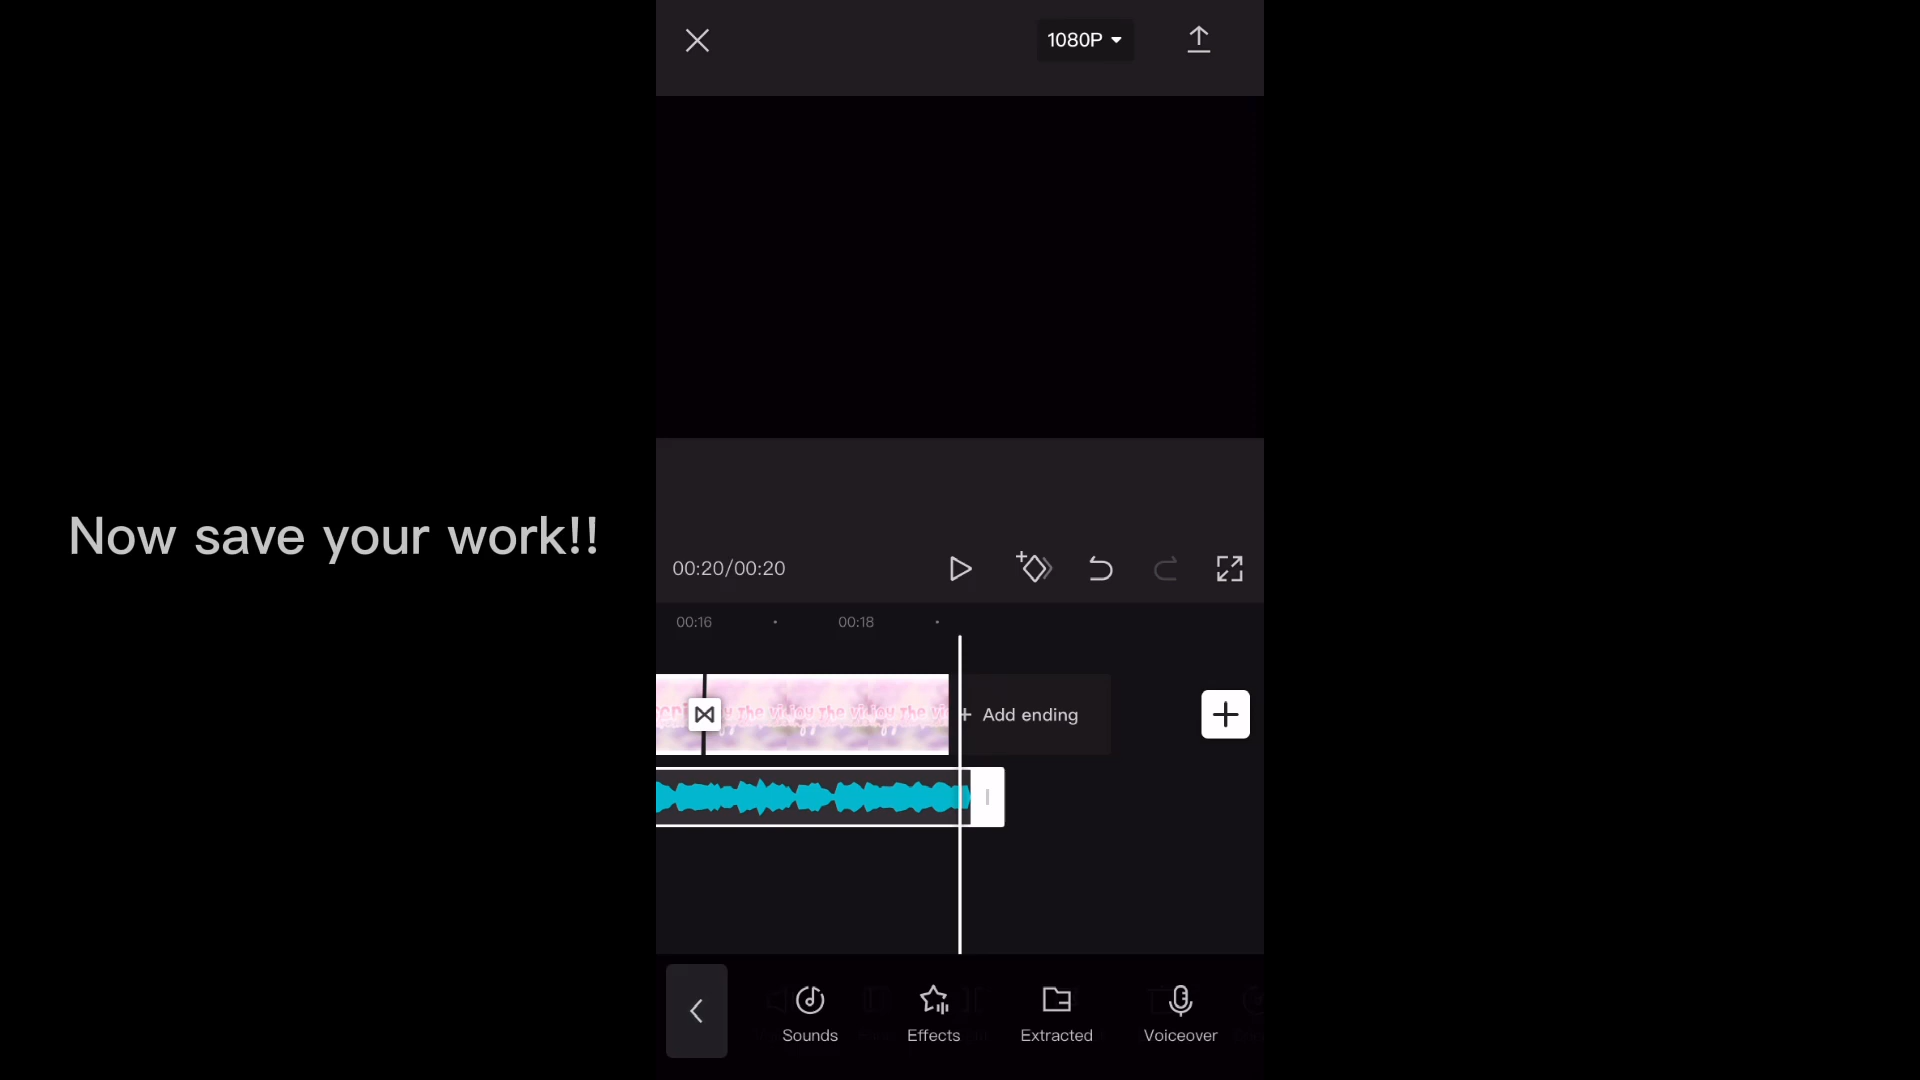 1080P
Now save your work!!
00:20/00:20
00:16
00:18
+ Add ending
Sounds
Effects
Extracted
Voiceover